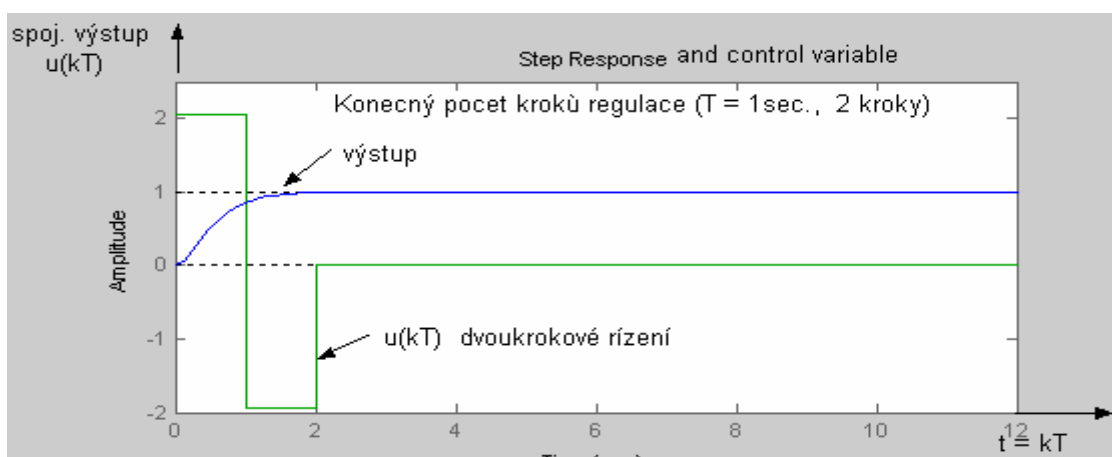 spoj. výstup
u(kT)
Step Response and control variable
Konecný pocet krokù regulace (T = 1sec., 2 kroky)
výstup
Amplitude
2
1
0
-1
-2
u(kT) dvoukrokové rízení
0 2 4 6 8 10 12
t = kT